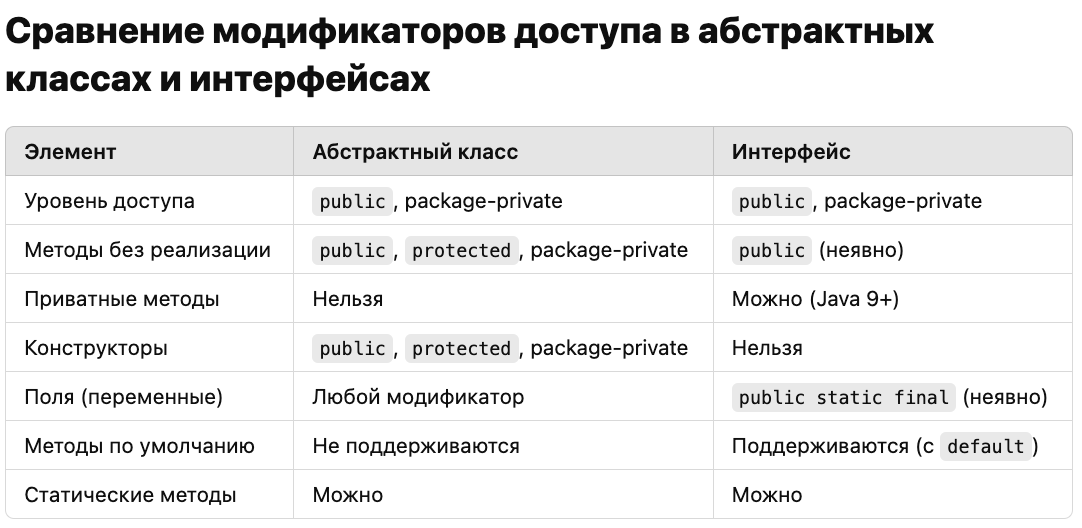 Сравнение модификаторов доступа в абстрактных
классах и интерфейсах
Элемент Абстрактный класс Интерфейс
Уровень доступа public, package-private public, package-private
Методы без реализации public, protected, package-private public (неявно)
Приватные методы Нельзя Можно (Java 9+)
Конструкторы public, protected, package-private Нельзя
Поля (переменные) Любой модификатор public static final (неявно)
Методы по умолчанию Не поддерживаются Поддерживаются (с default)
Статические методы Можно Можно